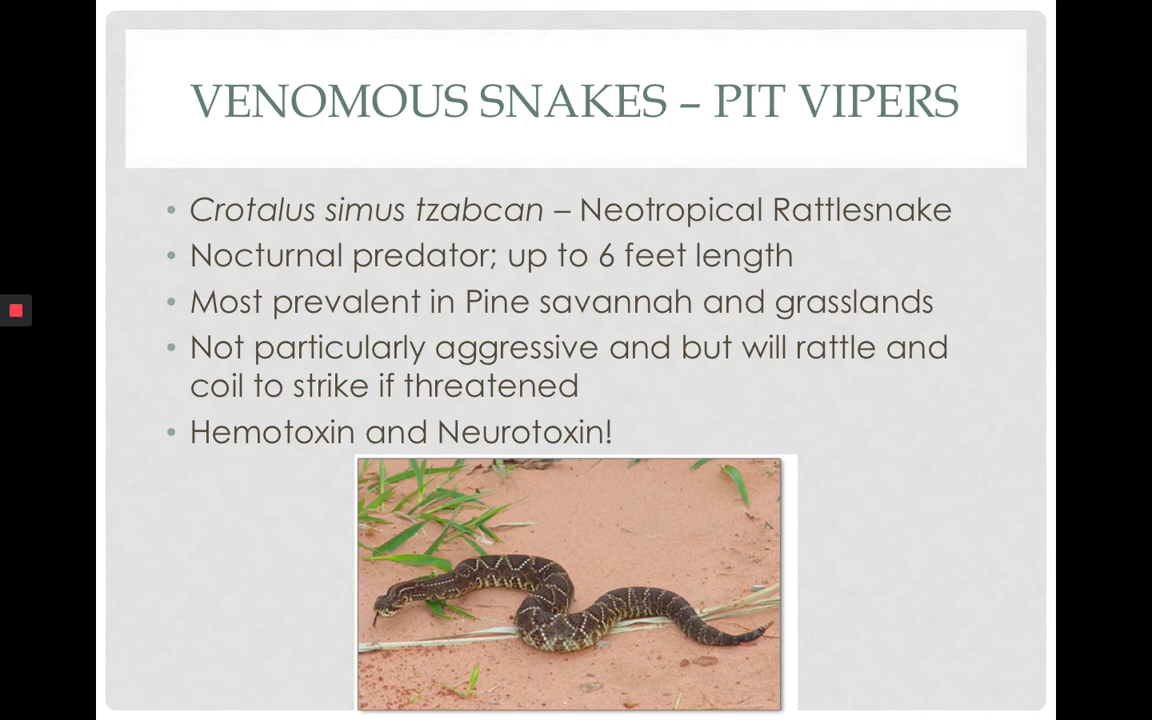 VENOMOUS SNAKES – PIT VIPERS
• Crotalus simus tzabcan – Neotropical Rattlesnake
• Nocturnal predator; up to 6 feet length
• Most prevalent in Pine savannah and grasslands
• Not particularly aggressive and but will rattle and
coil to strike if threatened
• Hemotoxin and Neurotoxin!